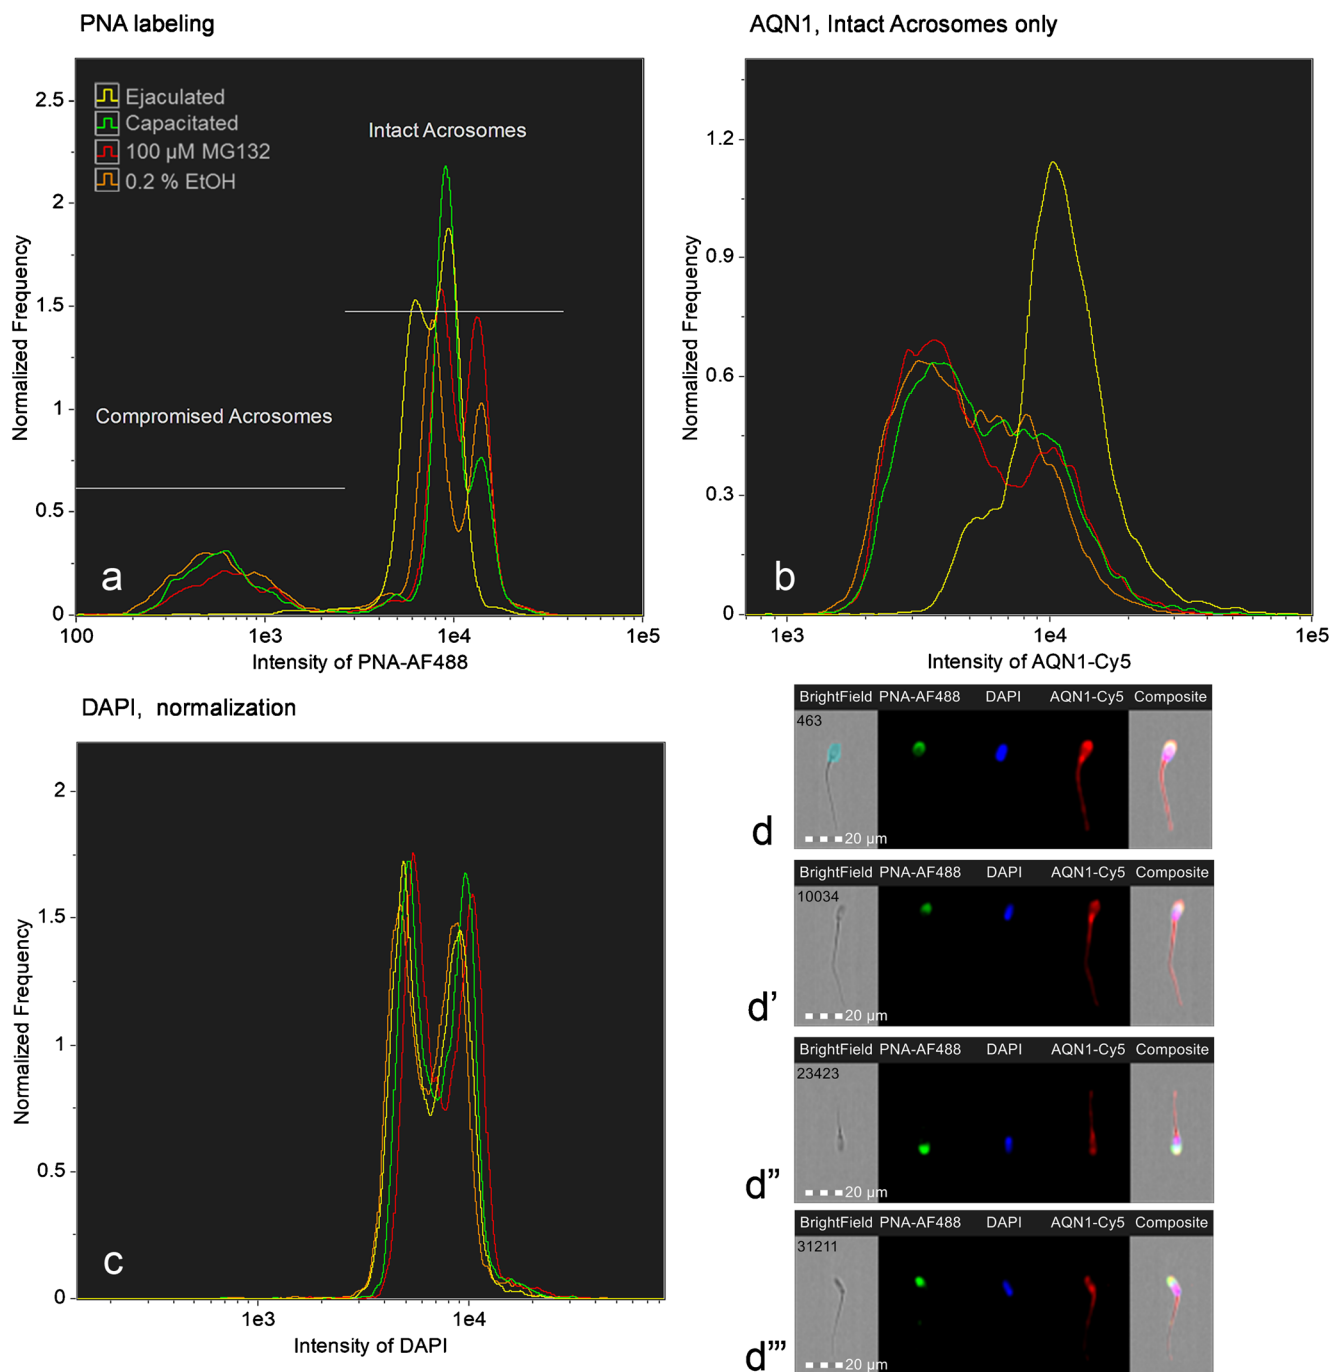 PNA labeling
2.5
2
1.5
1
0.5
0
Normalized Frequency
Ejaculated
Capacitated
100 µM MG132
0.2 % EtOH
Intact Acrosomes
Compromised Acrosomes
a
100 1e3 1e4 1e5
Intensity of PNA-AF488
AQN1, Intact Acrosomes only
1.2
0.9
0.6
0.3
0
Normalized Frequency
b
1e3 1e4 1e5
Intensity of AQN1-Cy5
DAPI, normalization
2
1.5
1
0.5
0
Normalized Frequency
c
1e3 1e4
Intensity of DAPI
BrightField PNA-AF488 DAPI AQN1-Cy5 Composite
463
20 µm
d
BrightField PNA-AF488 DAPI AQN1-Cy5 Composite
10034
20 µm
d’
BrightField PNA-AF488 DAPI AQN1-Cy5 Composite
23423
20 µm
d”
BrightField PNA-AF488 DAPI AQN1-Cy5 Composite
31211
20 µm
d”’